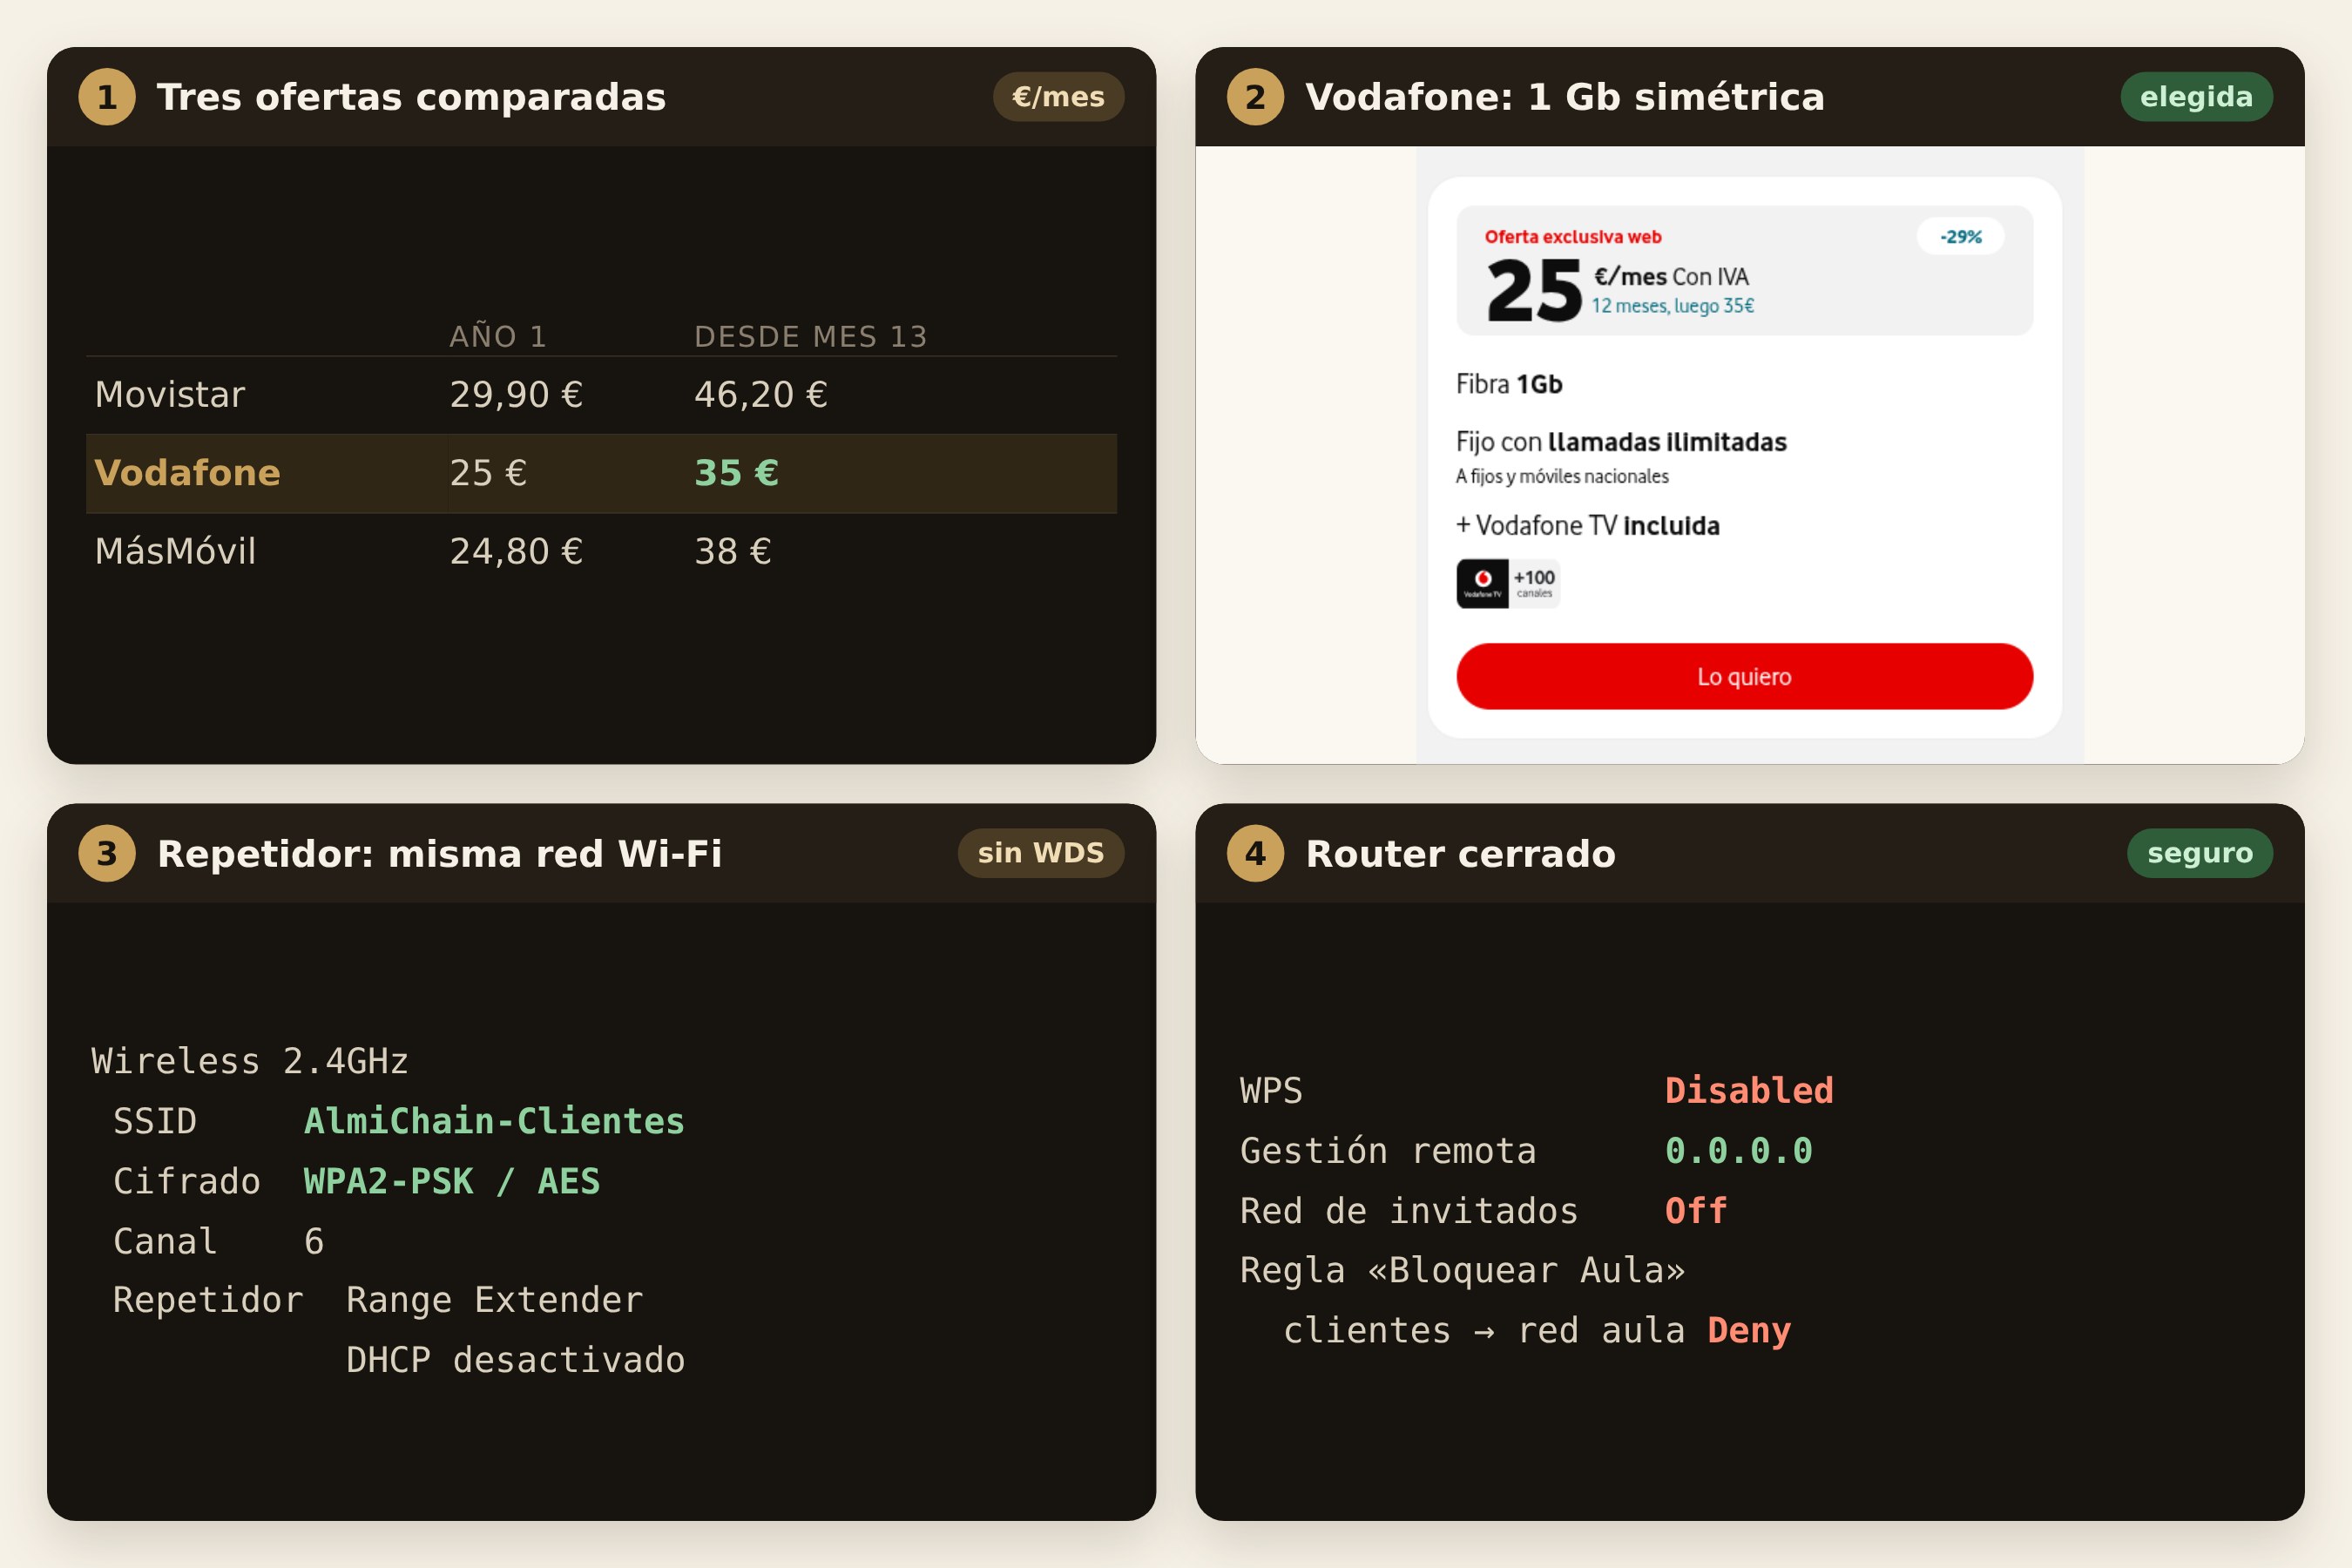 1 Tres ofertas comparadas €/mes
AÑO 1 DESDE MES 13
Movistar 29,90 € 46,20 €
Vodafone 25 € 35 €
MásMóvil 24,80 € 38 €
2 Vodafone: 1 Gb simétrica elegida
Oferta exclusiva web -29%
25 €/mes Con IVA
12 meses, luego 35€
Fibra 1Gb
Fijo con llamadas ilimitadas
A fijos y móviles nacionales
+ Vodafone TV incluida
Vodafone TV +100
canales
Lo quiero
3 Repetidor: misma red Wi-Fi sin WDS
Wireless 2.4GHz
SSID AlmiChain-Clientes
Cifrado WPA2-PSK / AES
Canal 6
Repetidor Range Extender
DHCP desactivado
4 Router cerrado seguro
WPS Disabled
Gestión remota 0.0.0.0
Red de invitados Off
Regla «Bloquear Aula»
clientes → red aula Deny